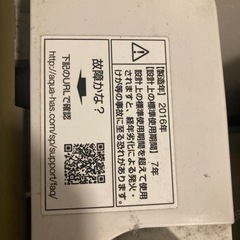 【製造年】2016年
【設計上の標準使用期間】7年
設計上の標準使用期間を超えて使用
されますと、経年劣化による発火・
けが等の事故に至る恐れがあります。
故障かな?
下記のURLで確認
http://aqua-has.com/sp/support/faq/